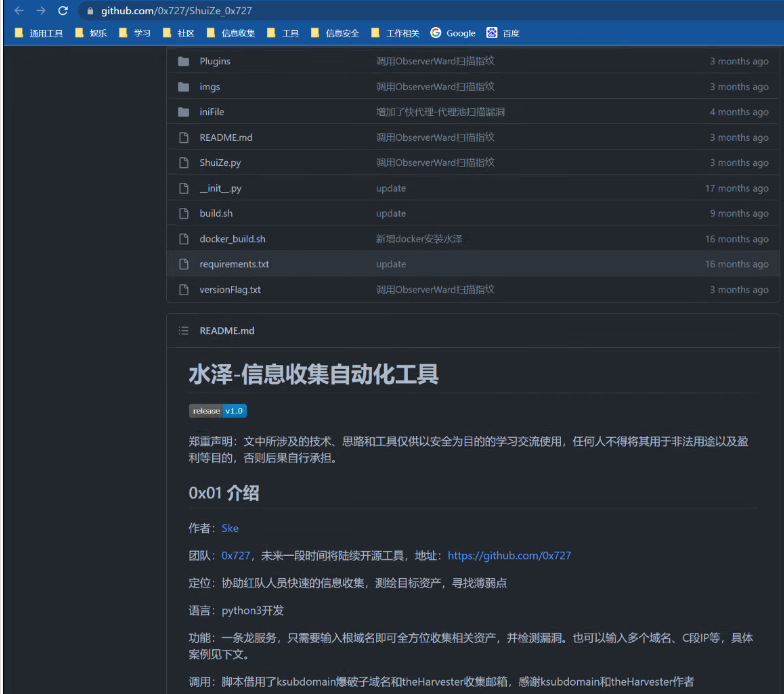 github.com/0x727/ShuiZe_0x727
通用工具 娱乐 学习 社区 信息收集 工具 信息安全 工作相关 Google 百度
Plugins 调用ObserverWard扫描指纹 3 months ago
imgs 调用ObserverWard扫描指纹 3 months ago
iniFile 增加了快代理-代理池扫描漏洞 4 months ago
README.md 调用ObserverWard扫描指纹 3 months ago
ShuiZe.py 调用ObserverWard扫描指纹 3 months ago
__init__.py update 17 months ago
build.sh update 9 months ago
docker_build.sh 新增docker安装水泽 16 months ago
requirements.txt update 16 months ago
versionFlag.txt 调用ObserverWard扫描指纹 3 months ago
README.md
水泽-信息收集自动化工具
release v1.0
郑重声明：文中所涉及的技术、思路和工具仅供以安全为目的的学习交流使用，任何人不得将其用于非法用途以及盈
利等目的，否则后果自行承担。
0x01 介绍
作者：Ske
团队：0x727，未来一段时间将陆续开源工具，地址：https://github.com/0x727
定位：协助红队人员快速的信息收集，测绘目标资产，寻找薄弱点
语言：python3开发
功能：一条龙服务，只需要输入根域名即可全方位收集相关资产，并检测漏洞。也可以输入多个域名、C段IP等，具体
案例见下文。
调用：脚本借用了ksubdomain爆破子域名和theHarvester收集邮箱，感谢ksubdomain和theHarvester作者